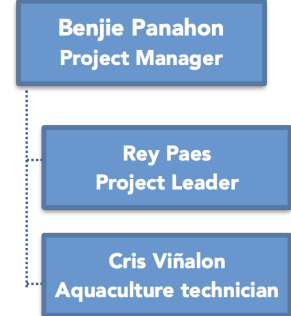 Benjie Panahon
Project Manager
Rey Paes
Project Leader
Cris Viñalon
Aquaculture technician